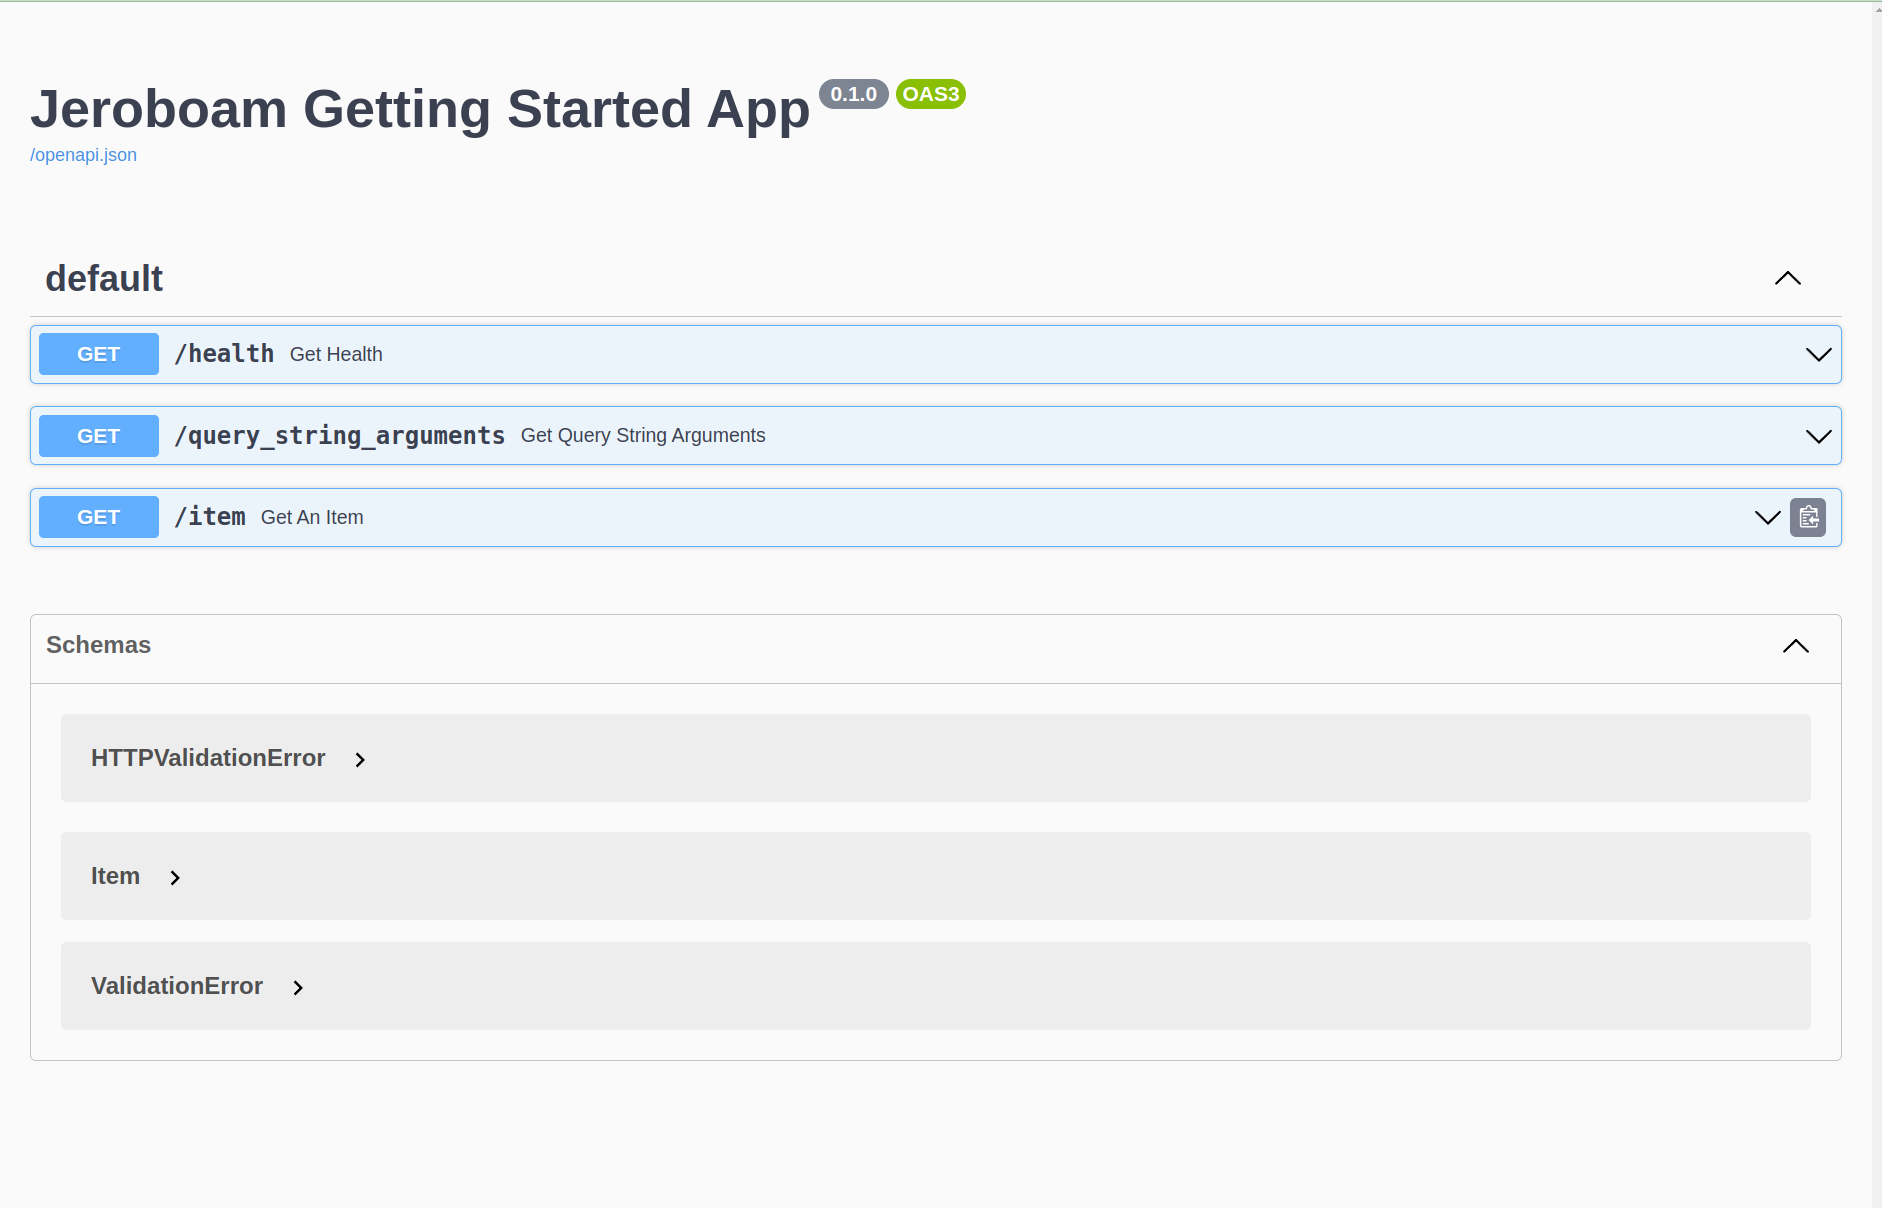 Jeroboam Getting Started App 0.1.0 OAS3
/openapi.json
default
GET /health Get Health
GET /query_string_arguments Get Query String Arguments
GET /item Get An Item
Schemas
HTTPValidationError
Item
ValidationError